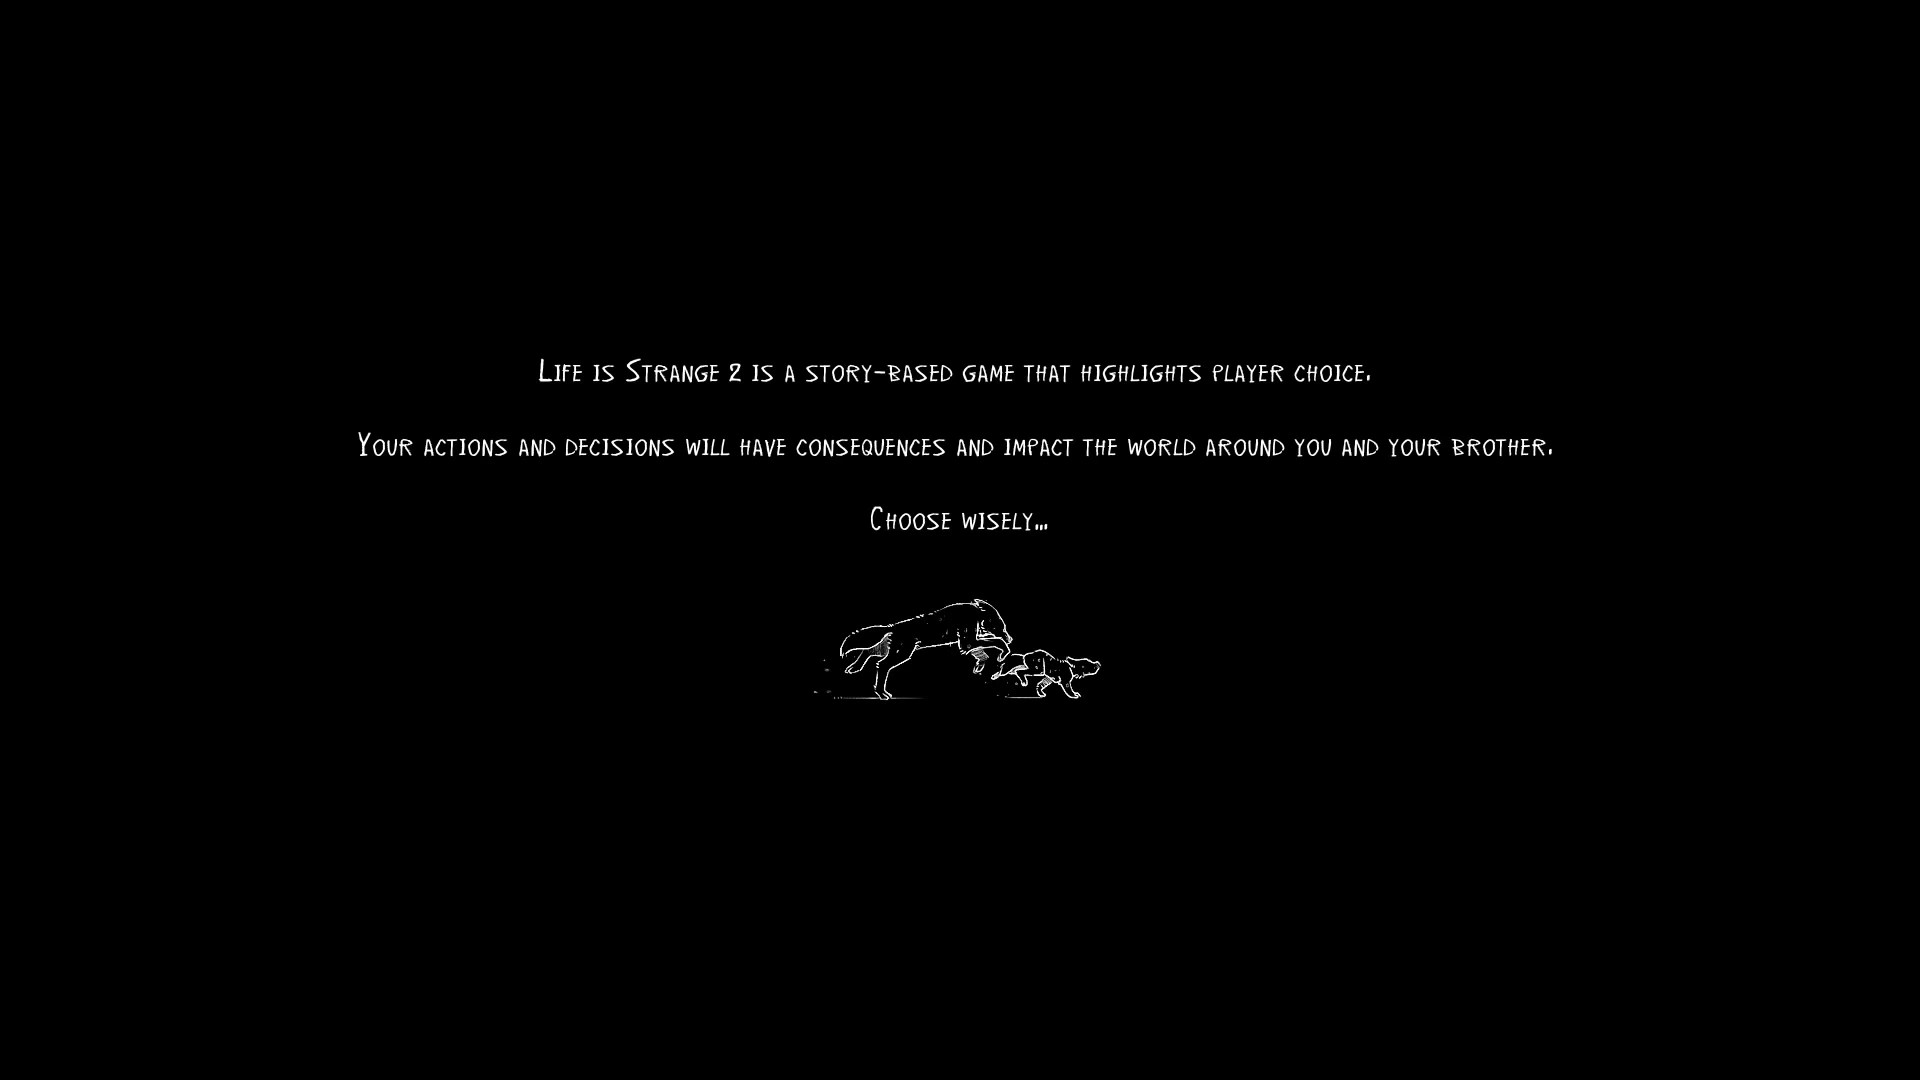 Life is Strange 2 is a story-based game that highlights player choice.
Your actions and decisions will have consequences and impact the world around you and your brother.
Choose wisely...